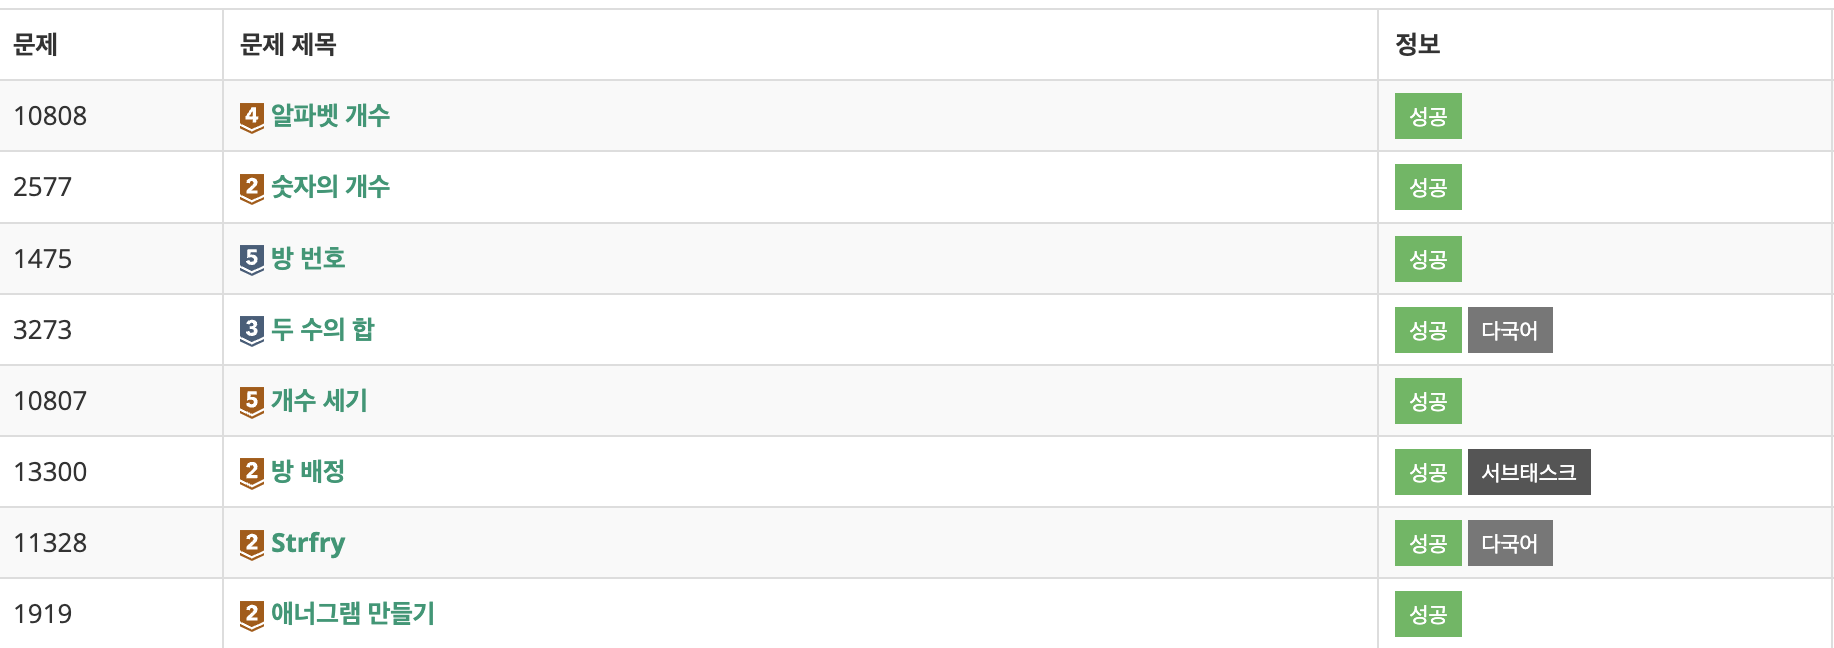 문제 문제 제목 정보
10808 4 알파벳 개수 성공
2577 2 숫자의 개수 성공
1475 5 방 번호 성공
3273 3 두 수의 합 성공 다국어
10807 5 개수 세기 성공
13300 2 방 배정 성공 서브태스크
11328 2 Strfry 성공 다국어
1919 2 애너그램 만들기 성공